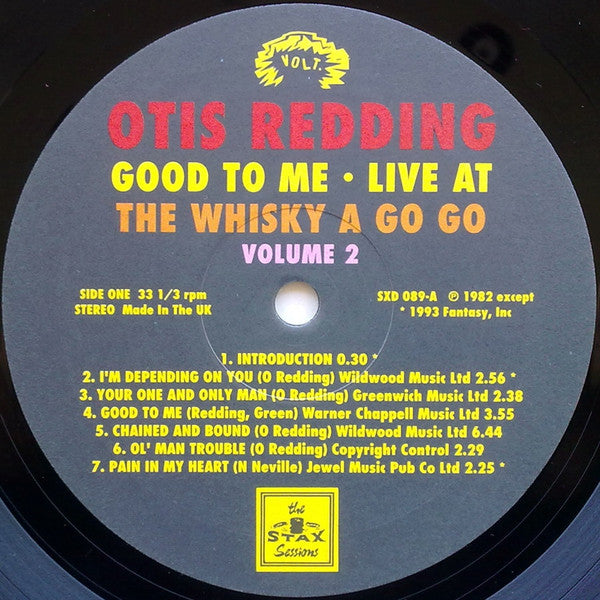 VOLT.
OTIS REDDING
GOOD TO ME • LIVE AT
THE WHISKY A GO GO
VOLUME 2
SIDE ONE 33 1/3 rpm
STEREO Made In The UK
SXD 089-A ℗ 1982 except
* 1993 Fantasy, Inc
1. INTRODUCTION 0.30 *
2. I'M DEPENDING ON YOU (O Redding) Wildwood Music Ltd 2.56 *
3. YOUR ONE AND ONLY MAN (O Redding) Greenwich Music Ltd 2.38
4. GOOD TO ME (Redding, Green) Warner Chappell Music Ltd 3.55
5. CHAINED AND BOUND (O Redding) Wildwood Music Ltd 6.44
6. OL' MAN TROUBLE (O Redding) Copyright Control 2.29
7. PAIN IN MY HEART (N Neville) Jewel Music Pub Co Ltd 2.25 *
the
STAX
Sessions